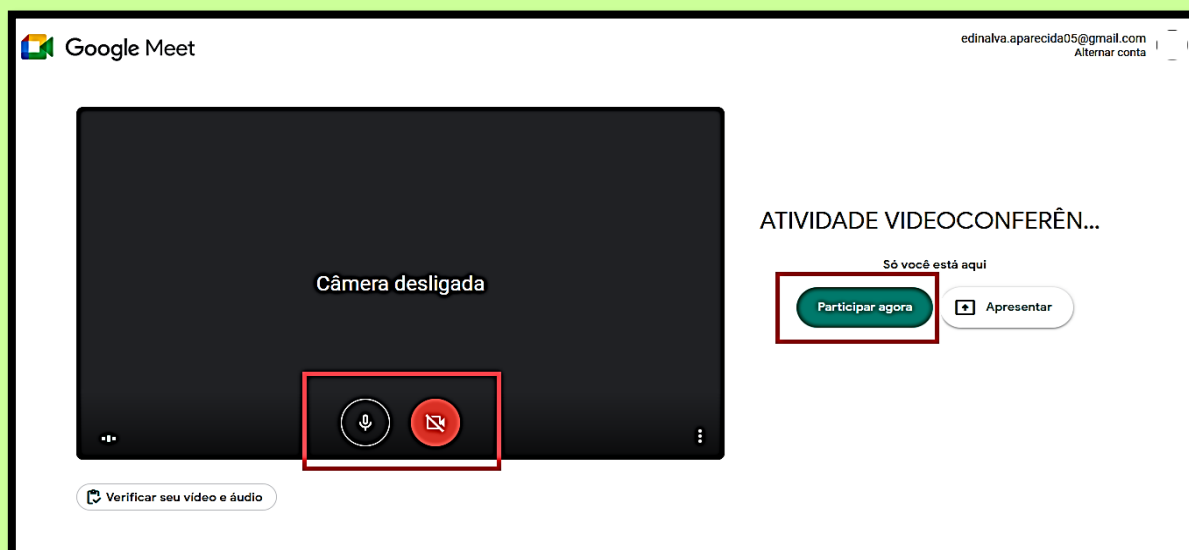 Google Meet
edinalva.aparecida05@gmail.com
Alternar conta
Câmera desligada
ATIVIDADE VIDEOCONFERÊN...
Só você está aqui
Participar agora
Apresentar
Verificar seu vídeo e áudio